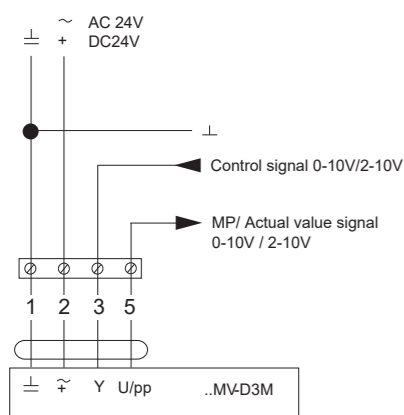 ⊥ ~ AC 24V
+ DC24V
⊥
Control signal 0-10V/2-10V
MP/ Actual value signal
0-10V / 2-10V
1 2 3 5
⊥ ~+ Y U/pp ..MV-D3M